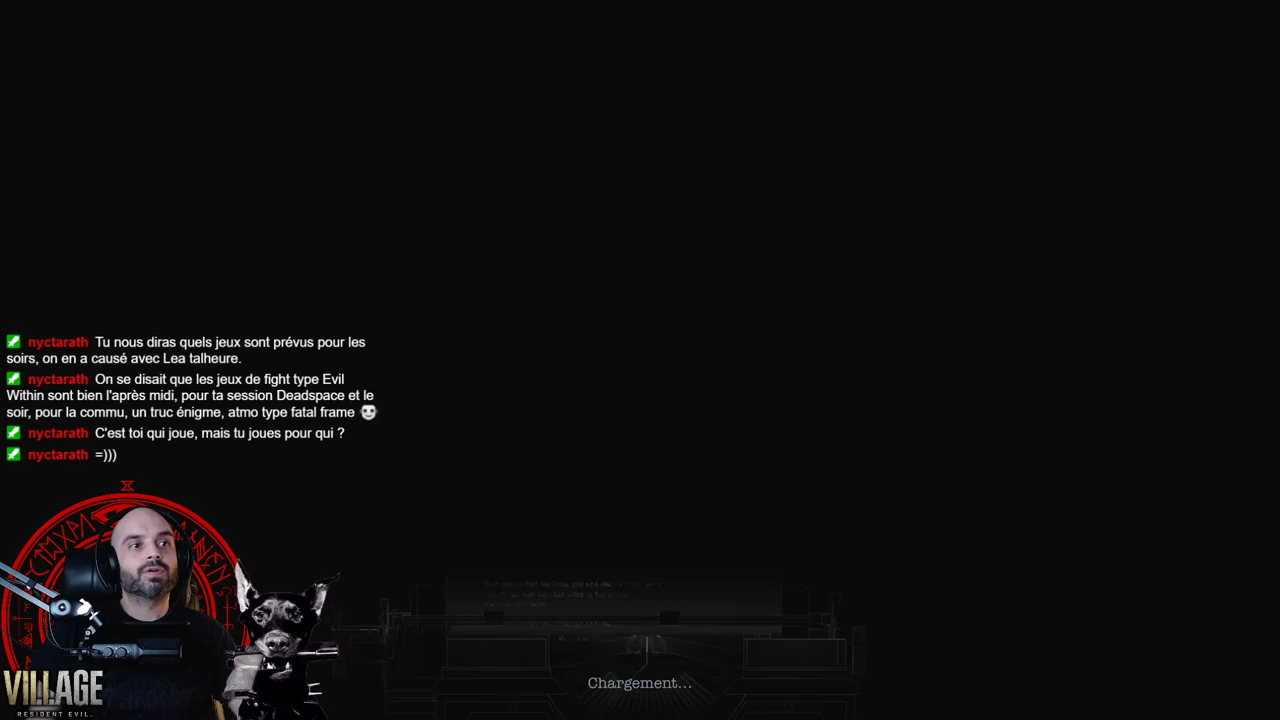 nyctarath Tu nous diras quels jeux sont prévus pour les
soirs, on en a causé avec Lea talheure.
nyctarath On se disait que les jeux de fight type Evil
Within sont bien l'après midi, pour ta session Deadspace et le
soir, pour la commu, un truc énigme, atmo type fatal frame
nyctarath C'est toi qui joue, mais tu joues pour qui ?
nyctarath =)))
VILLAGE
RESIDENT EVIL
Chargement...